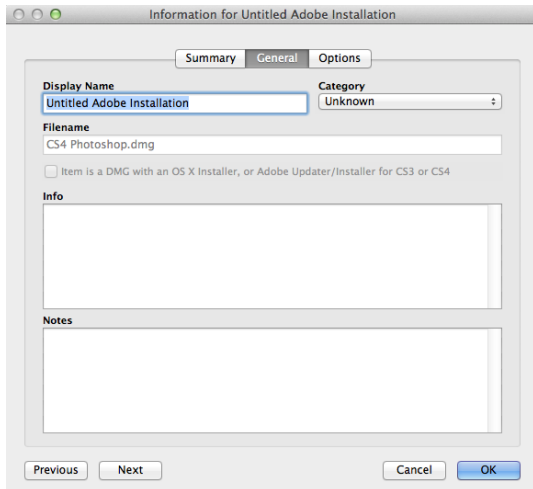 Information for Untitled Adobe Installation
Summary General Options
Display Name Category
Untitled Adobe Installation Unknown
Filename
CS4 Photoshop.dmg
Item is a DMG with an OS X Installer, or Adobe Updater/Installer for CS3 or CS4
Info
Notes
Previous Next Cancel OK